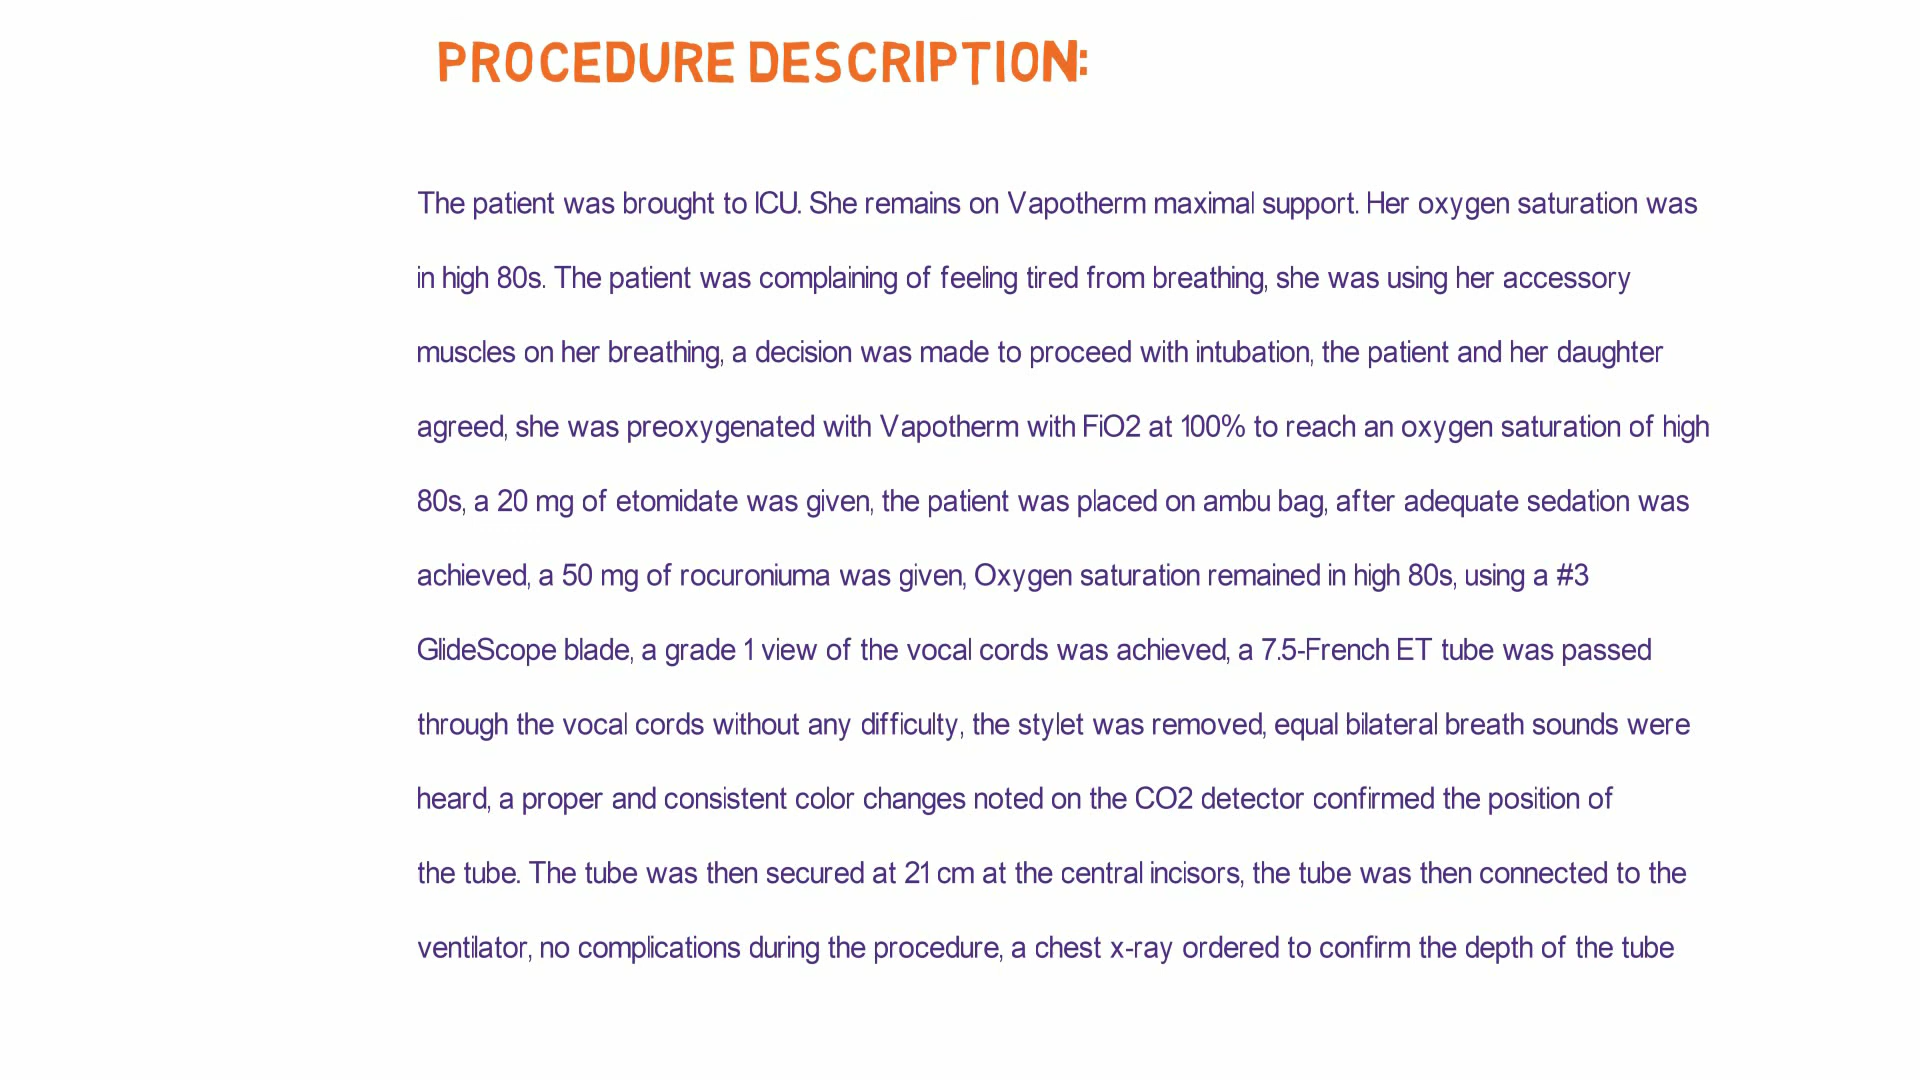 PROCEDURE DESCRIPTION:
The patient was brought to ICU. She remains on Vapotherm maximal support. Her oxygen saturation was
in high 80s. The patient was complaining of feeling tired from breathing, she was using her accessory
muscles on her breathing, a decision was made to proceed with intubation, the patient and her daughter
agreed, she was preoxygenated with Vapotherm with FiO2 at 100% to reach an oxygen saturation of high
80s, a 20 mg of etomidate was given, the patient was placed on ambu bag, after adequate sedation was
achieved, a 50 mg of rocuroniuma was given, Oxygen saturation remained in high 80s, using a #3
GlideScope blade, a grade 1 view of the vocal cords was achieved, a 7.5-French ET tube was passed
through the vocal cords without any difficulty, the stylet was removed, equal bilateral breath sounds were
heard, a proper and consistent color changes noted on the CO2 detector confirmed the position of
the tube. The tube was then secured at 21 cm at the central incisors, the tube was then connected to the
ventilator, no complications during the procedure, a chest x-ray ordered to confirm the depth of the tube